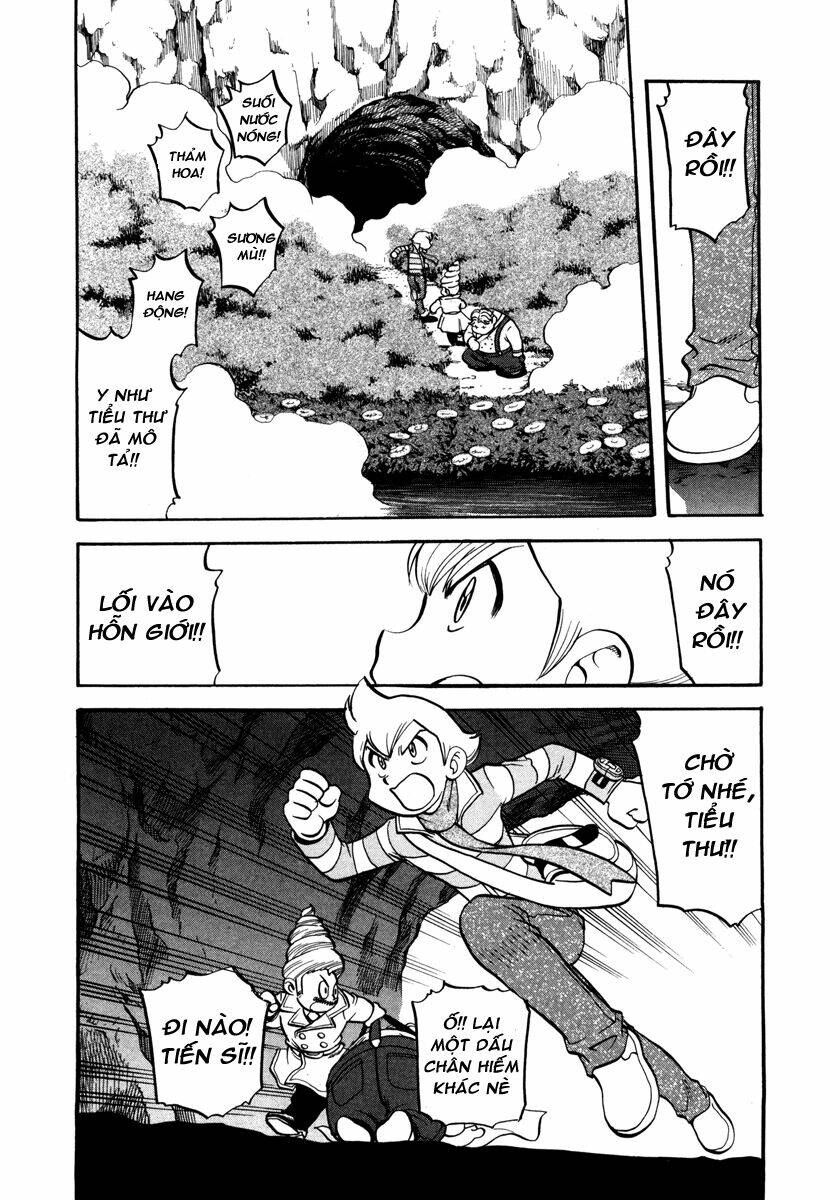 ĐÂY
RỒI!!
SUỐI
NƯỚC
NÓNG!
THẢM
HOA!
SƯƠNG
MÙ!!
HANG
ĐỘNG!
Y NHƯ
TIỂU THƯ
ĐÃ MÔ
TẢ!!
NÓ
ĐÂY
RỒI!!
LỐI VÀO
HỖN GIỚI!!
CHỜ
TỚ NHÉ,
TIỂU
THƯ!!
Ố!! LẠI
MỘT DẤU
CHÂN HIẾM
KHÁC NÈ
ĐI NÀO!
TIẾN SĨ!!